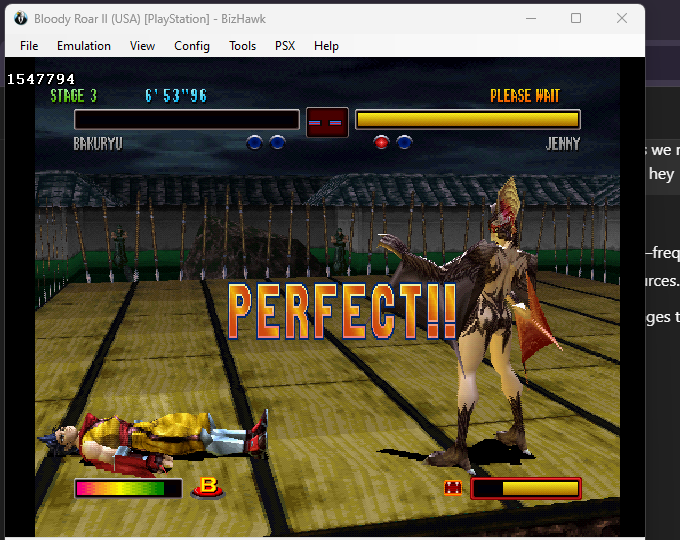 Bloody Roar II (USA) [PlayStation] - BizHawk
File Emulation View Config Tools PSX Help
1547794
STAGE 3 6'53"96 PLEASE WAIT
BAKURYU JENNY
PERFECT!!
B
s we
hey
–freq
urces.
ges t